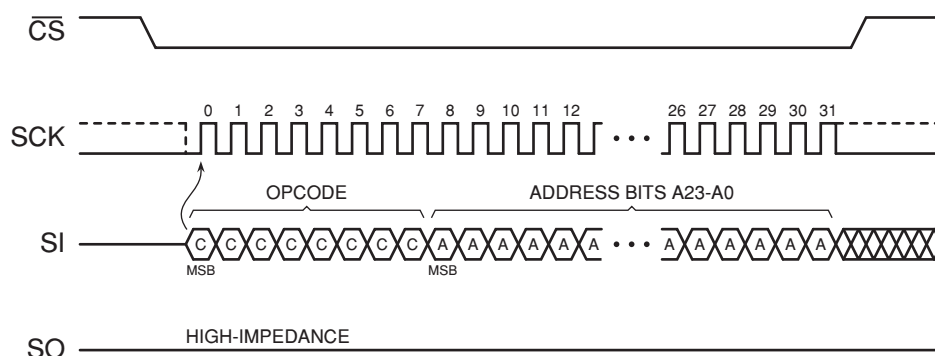 CS
0 1 2 3 4 5 6 7 8 9 10 11 12 26 27 28 29 30 31
SCK
OPCODE ADDRESS BITS A23-A0
SI C C C C C C C C A A A A A A A A A A A A
MSB MSB
HIGH-IMPEDANCE
SO